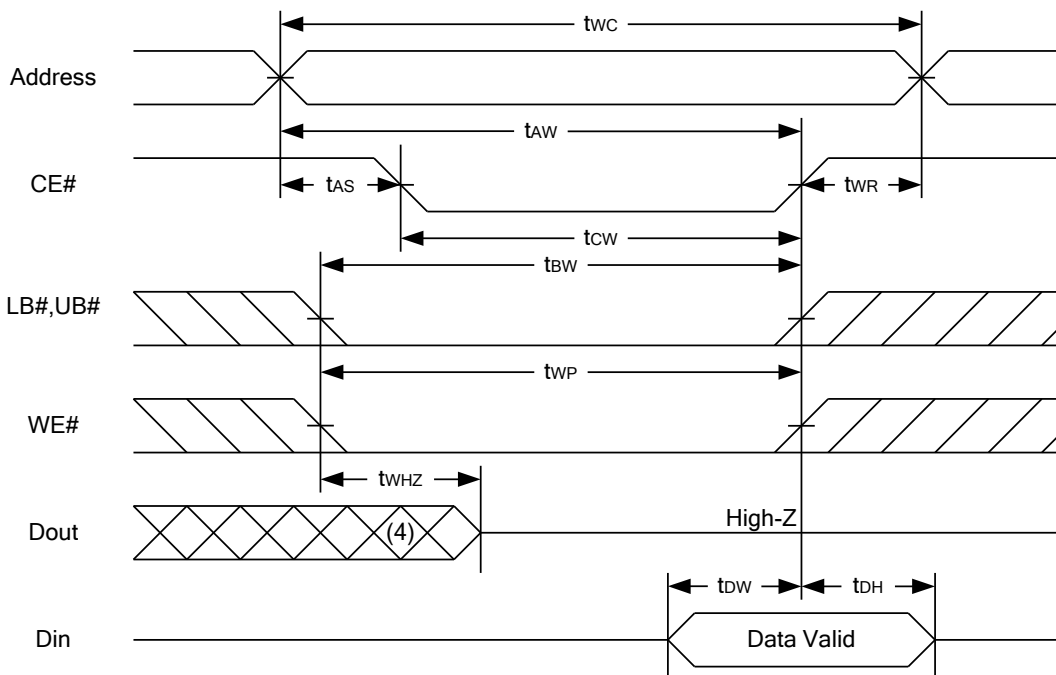 tWC
Address
tAW
CE#
tAS
tWR
tCW
tBW
LB#,UB#
tWP
WE#
tWHZ
Dout
(4)
High-Z
tDW
tDH
Din
Data Valid